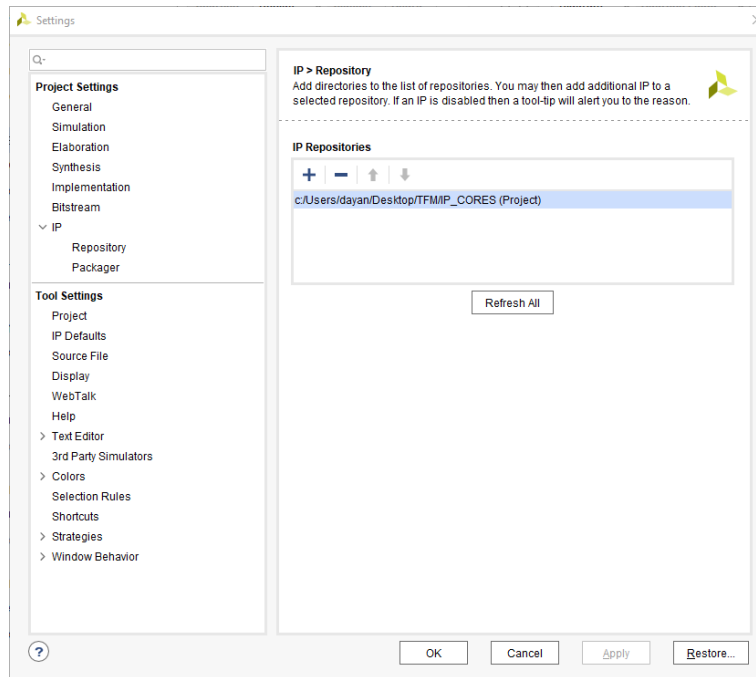 Settings
Q-
Project Settings
General
Simulation
Elaboration
Synthesis
Implementation
Bitstream
IP
Repository
Packager
Tool Settings
Project
IP Defaults
Source File
Display
WebTalk
Help
Text Editor
3rd Party Simulators
Colors
Selection Rules
Shortcuts
Strategies
Window Behavior
IP > Repository
Add directories to the list of repositories. You may then add additional IP to a
selected repository. If an IP is disabled then a tool-tip will alert you to the reason.
IP Repositories
c:/Users/dayan/Desktop/TFM/IP_CORES (Project)
Refresh All
?
OK
Cancel
Apply
Restore...